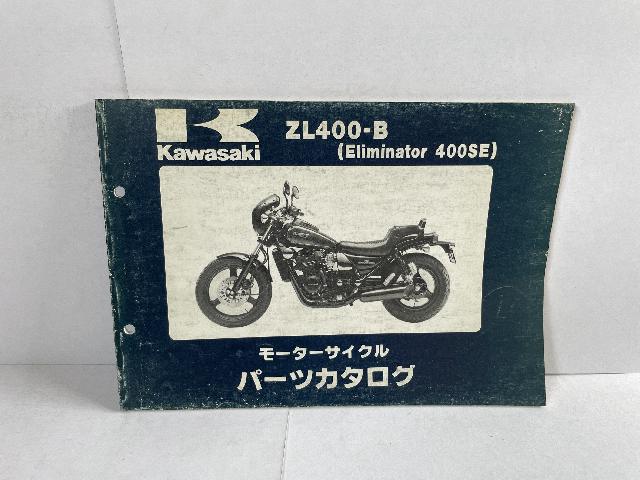 Kawasaki
ZL400-B
(Eliminator 400SE)
モーターサイクル
パーツカタログ